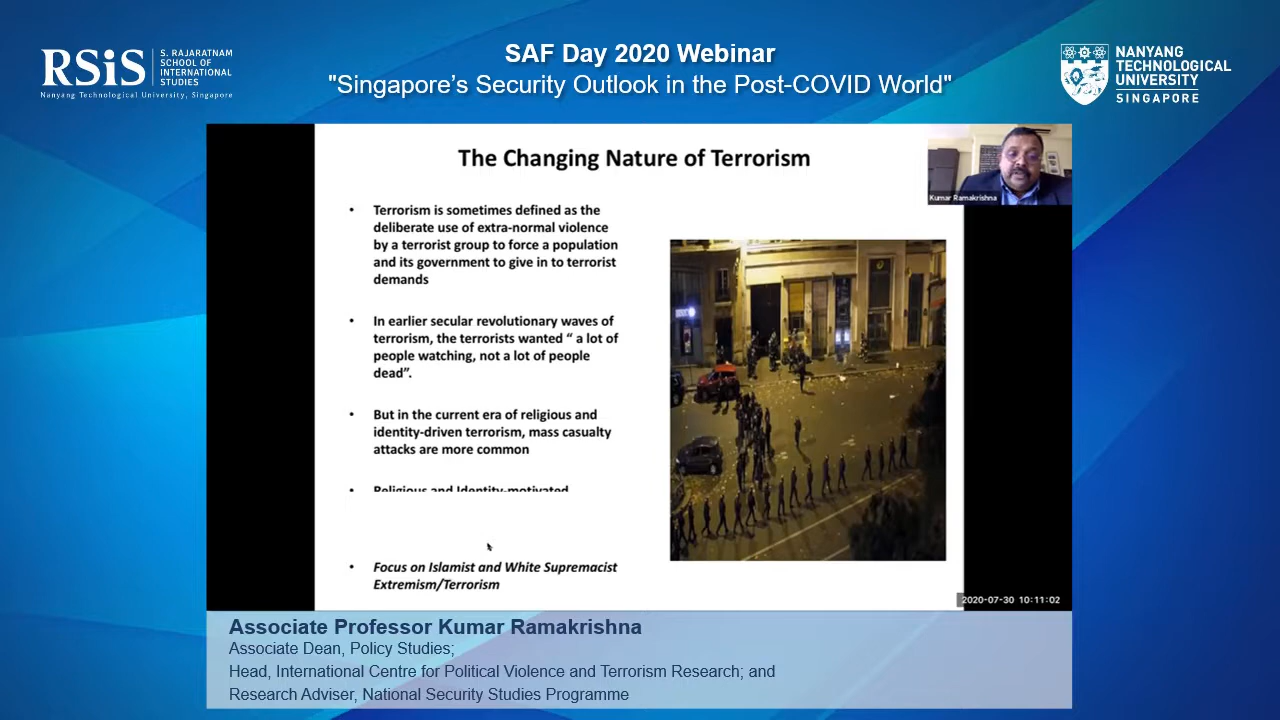 RSiS
S. RAJARATNAM
SCHOOL OF
INTERNATIONAL
STUDIES
Nanyang Technological University, Singapore
SAF Day 2020 Webinar
"Singapore's Security Outlook in the Post-COVID World"
NANYANG
TECHNOLOGICAL
UNIVERSITY
SINGAPORE
The Changing Nature of Terrorism
Kumar Ramakrishna
• Terrorism is sometimes defined as the
deliberate use of extra-normal violence
by a terrorist group to force a population
and its government to give in to terrorist
demands
• In earlier secular revolutionary waves of
terrorism, the terrorists wanted “ a lot of
people watching, not a lot of people
dead”.
• But in the current era of religious and
identity-driven terrorism, mass casualty
attacks are more common
• Religious and Identity-motivated
• Focus on Islamist and White Supremacist
Extremism/Terrorism
2020-07-30 10:11:02
Associate Professor Kumar Ramakrishna
Associate Dean, Policy Studies;
Head, International Centre for Political Violence and Terrorism Research; and
Research Adviser, National Security Studies Programme